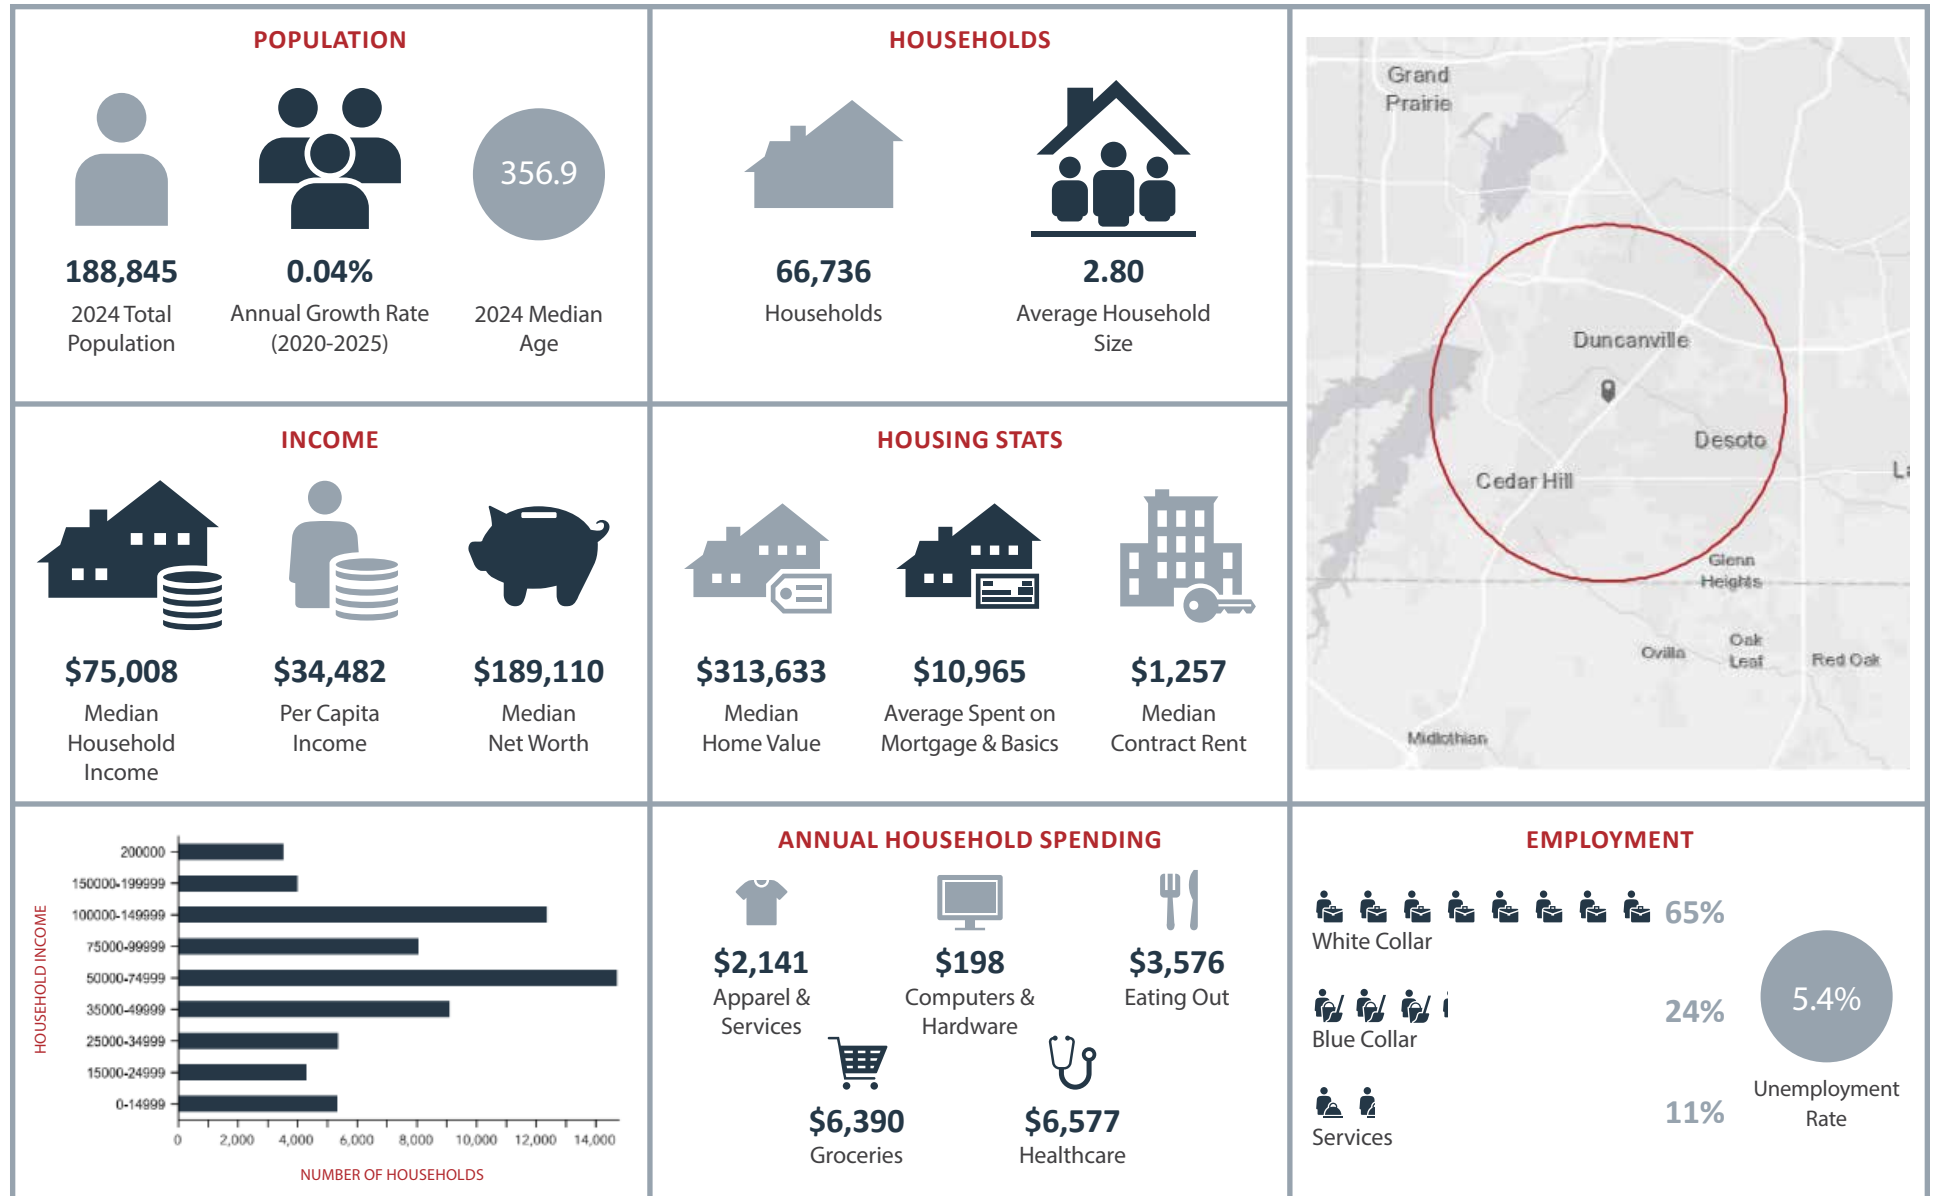 POPULATION
356.9
188,845
2024 Total
Population
0.04%
Annual Growth Rate
(2020-2025)
2024 Median
Age
HOUSEHOLDS
66,736
Households
2.80
Average Household
Size
Grand
Prairie
Duncanville
Desoto
Cedar Hill
La
Glenn
Heights
Ovilla
Oak
Leaf
Red Oak
Midlothian
INCOME
$75,008
Median
Household
Income
$34,482
Per Capita
Income
$189,110
Median
Net Worth
HOUSING STATS
$313,633
Median
Home Value
$10,965
Average Spent on
Mortgage & Basics
$1,257
Median
Contract Rent
HOUSEHOLD INCOME
200000
150000-199999
100000-149999
75000-99999
50000-74999
35000-49999
25000-34999
15000-24999
0-14999
0 2,000 4,000 6,000 8,000 10,000 12,000 14,000
NUMBER OF HOUSEHOLDS
ANNUAL HOUSEHOLD SPENDING
$2,141
Apparel &
Services
$198
Computers &
Hardware
$3,576
Eating Out
$6,390
Groceries
$6,577
Healthcare
EMPLOYMENT
65%
White Collar
24%
Blue Collar
11%
Services
5.4%
Unemployment
Rate